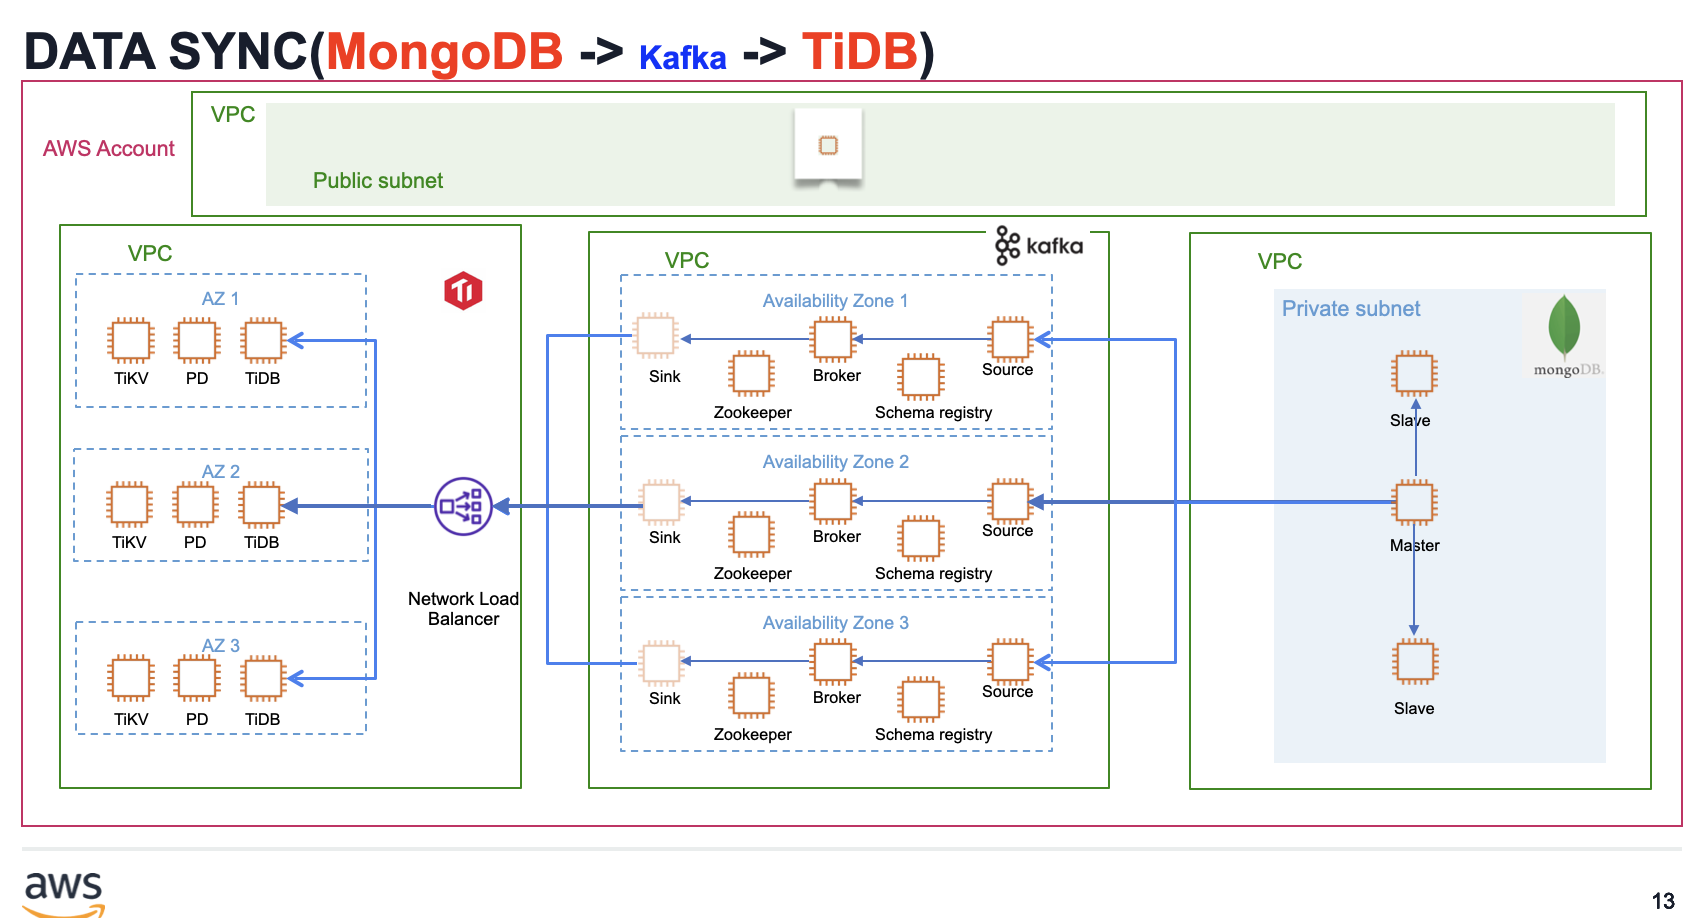 DATA SYNC(MongoDB -> Kafka -> TiDB)
VPC
AWS Account
Public subnet
VPC
AZ 1
TiKV
PD
TiDB
AZ 2
TiKV
PD
TiDB
AZ 3
TiKV
PD
TiDB
Ti
Network Load
Balancer
kafka
VPC
Availability Zone 1
Sink
Broker
Source
Zookeeper
Schema registry
Availability Zone 2
Sink
Broker
Source
Zookeeper
Schema registry
Availability Zone 3
Sink
Broker
Source
Zookeeper
Schema registry
VPC
Private subnet
mongoDB.
Slave
Master
Slave
aws
13